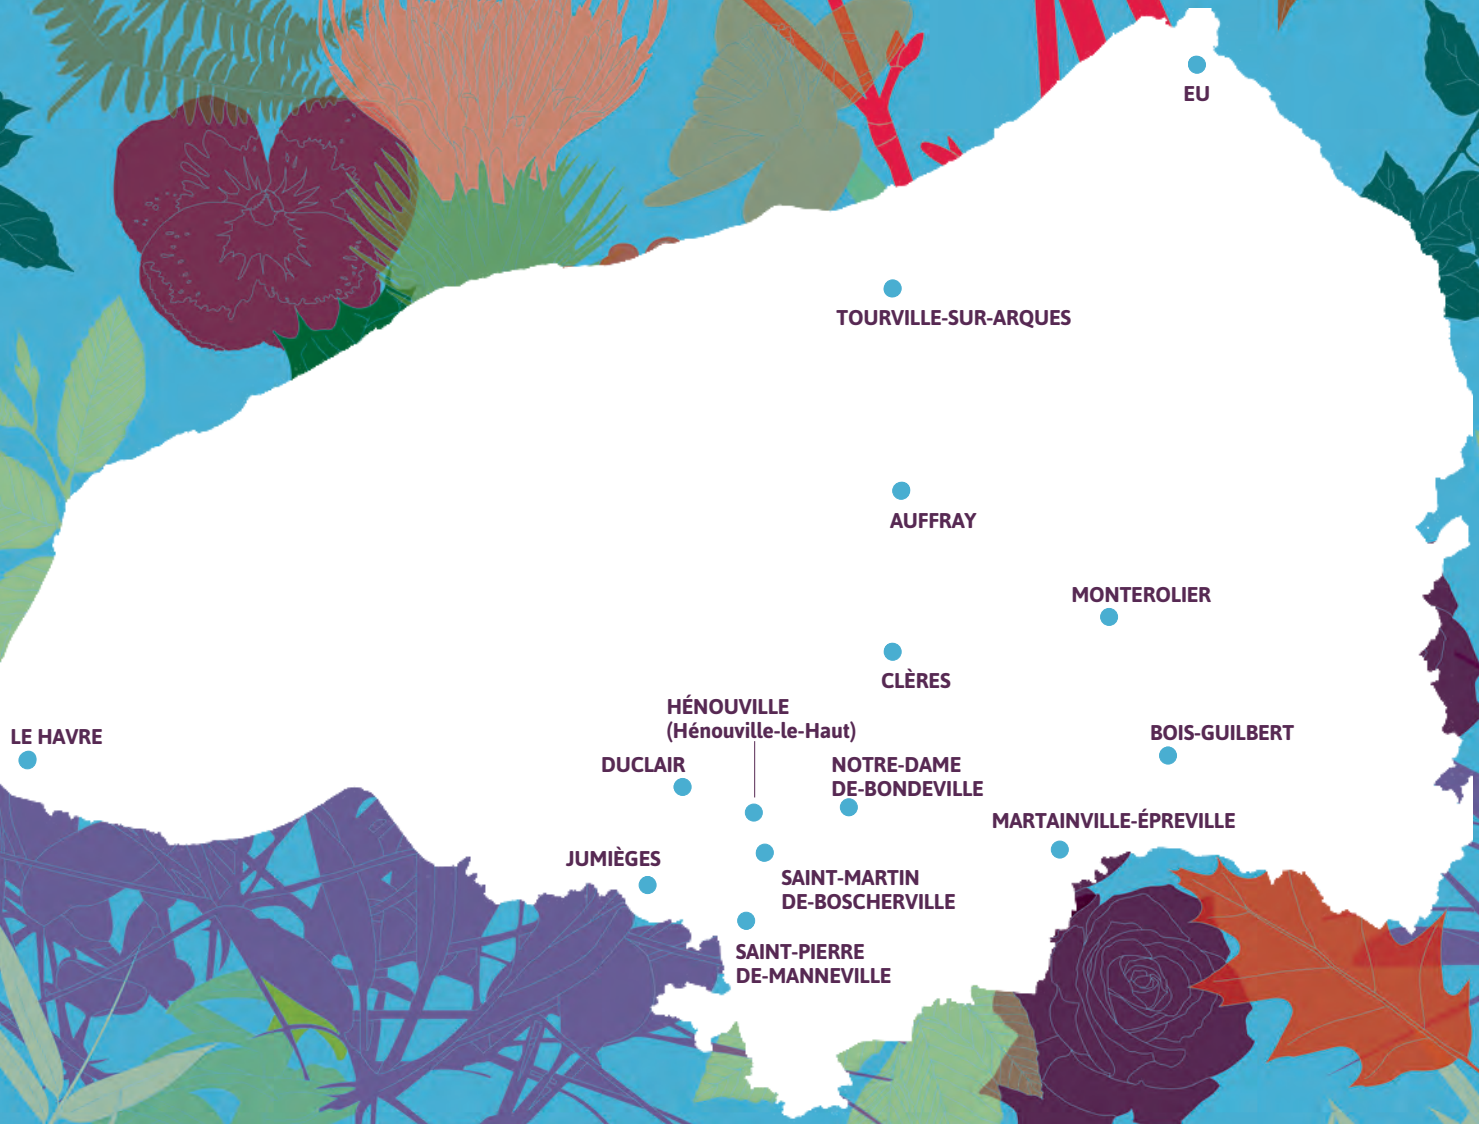 EU
TOURVILLE-SUR-ARQUES
AUFFRAY
MONTEROLIER
CLÈRES
HÉNOUVILLE
(Hénouville-le-Haut)
LE HAVRE
BOIS-GUILBERT
DUCLAIR
NOTRE-DAME
DE-BONDEVILLE
MARTAINVILLE-ÉPREVILLE
JUMIÈGES
SAINT-MARTIN
DE-BOSCHERVILLE
SAINT-PIERRE
DE-MANNEVILLE